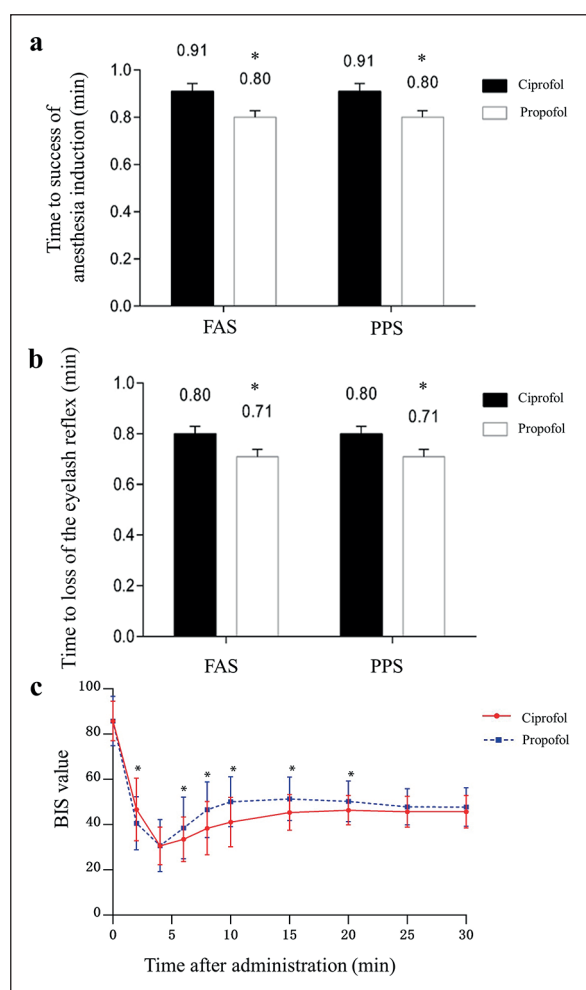 a
0.91 * 0.80 0.91 * 0.80
Time to success of
anesthesia induction (min)
1.0
0.8
0.6
0.4
0.2
0.0
FAS PPS
Ciprofol
Propofol
b
0.80 * 0.71 0.80 * 0.71
Time to loss of the eyelash reflex (min)
1.0
0.8
0.6
0.4
0.2
0.0
FAS PPS
Ciprofol
Propofol
c
BIS value
100
80
60
40
20
0
* * * * * *
0 5 10 15 20 25 30
Time after administration (min)
Ciprofol
Propofol